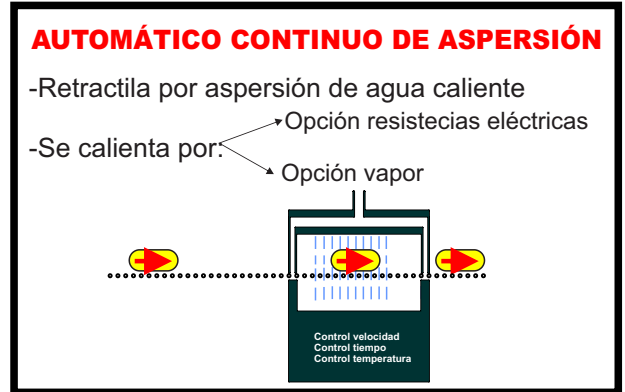 AUTOMÁTICO CONTINUO DE ASPERSIÓN
-Retractila por aspersión de agua caliente
Opción resistecias eléctricas
-Se calienta por:
Opción vapor
Control velocidad
Control tiempo
Control temperatura